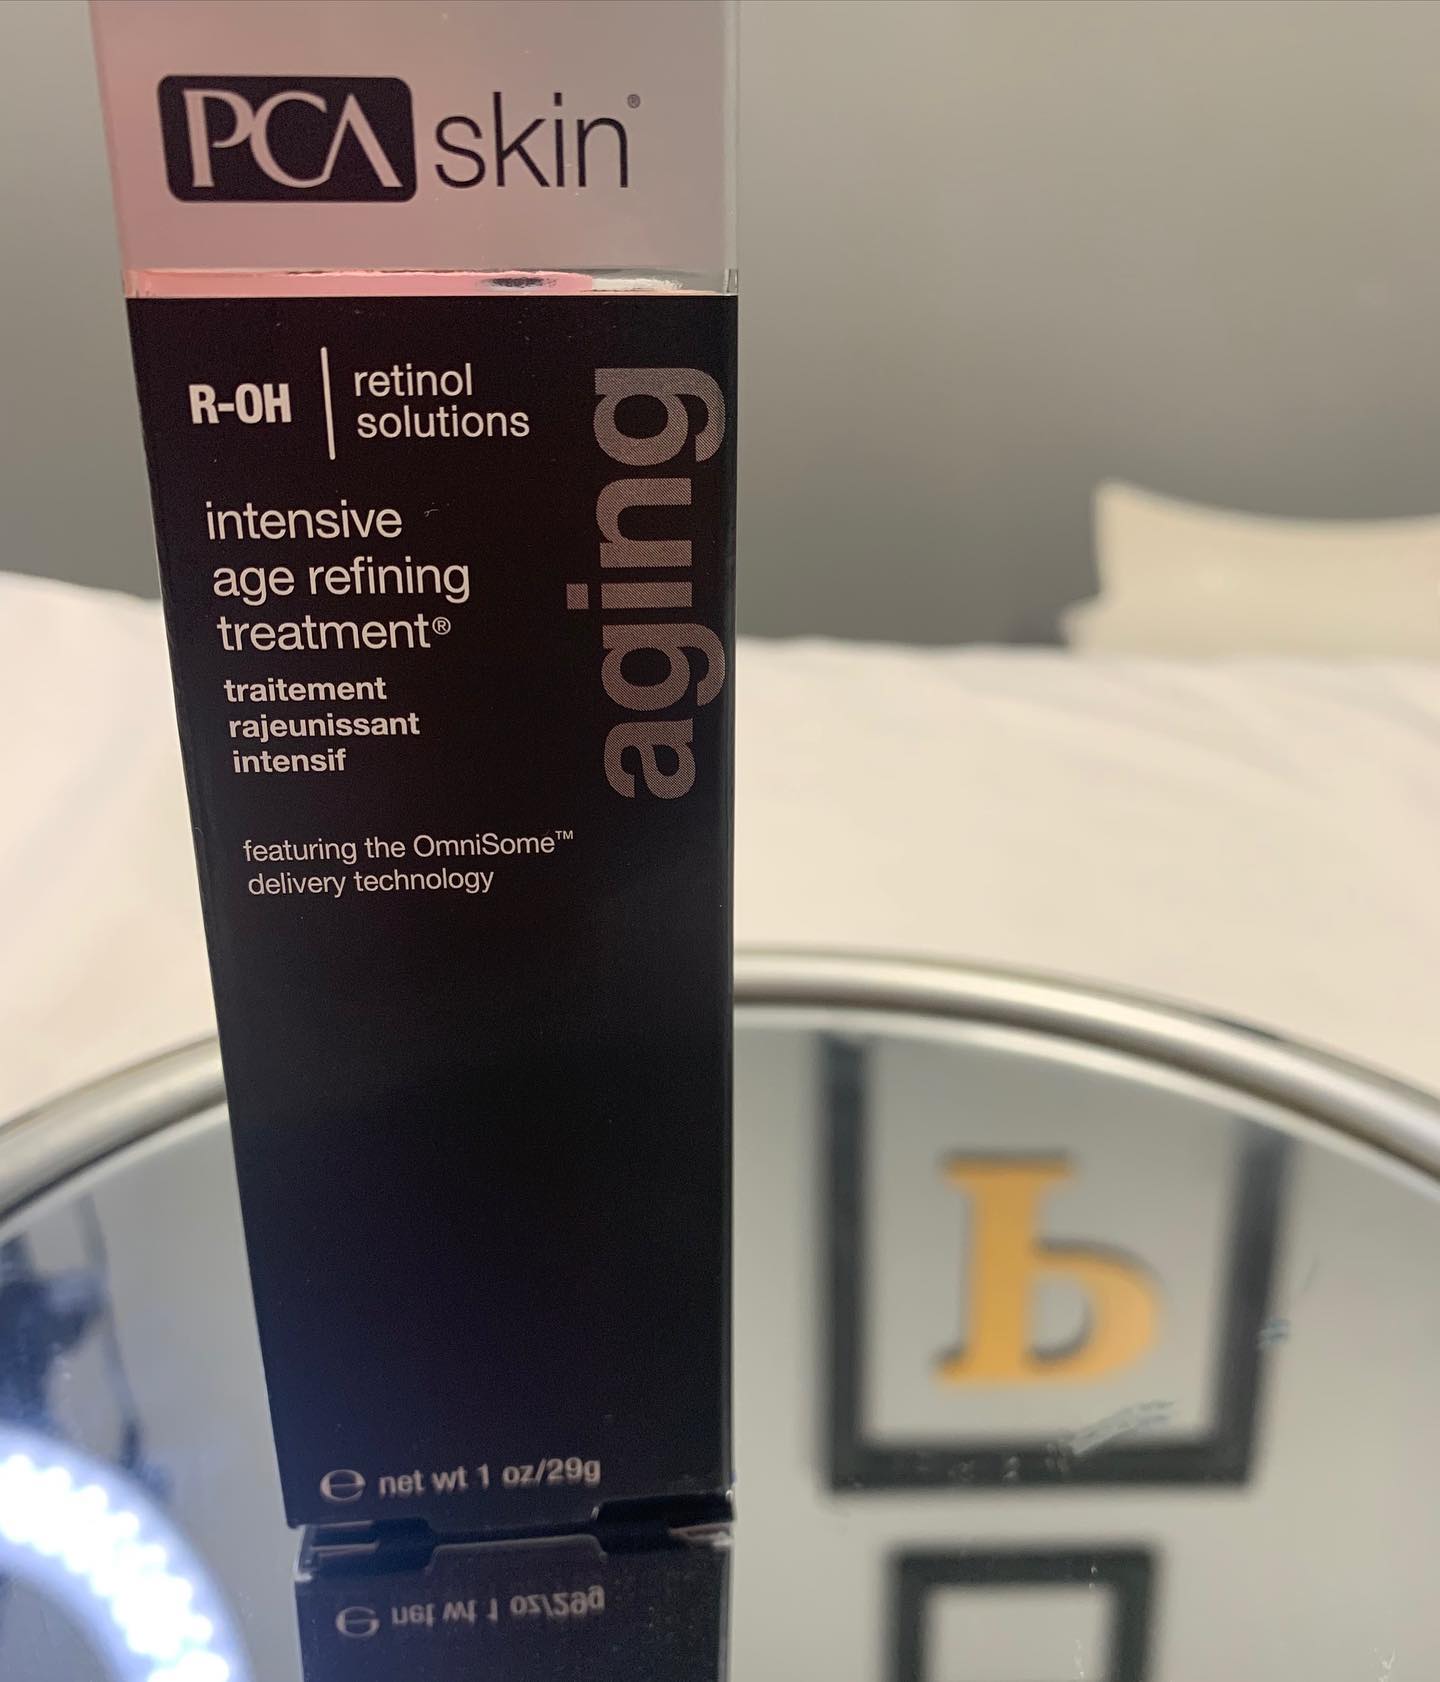 PCA skin®
R-OH | retinol
solutions
intensive
age refining
treatment®
traitement
rajeunissant
intensif
featuring the OmniSome™
delivery technology
aging
℮ net wt 1 oz/29g